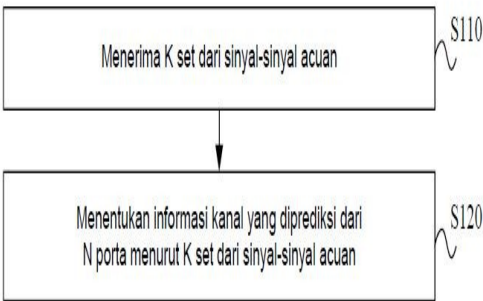 S110
Menerima K set dari sinyal-sinyal acuan
S120
Menentukan informasi kanal yang diprediksi dari
N porta menurut K set dari sinyal-sinyal acuan